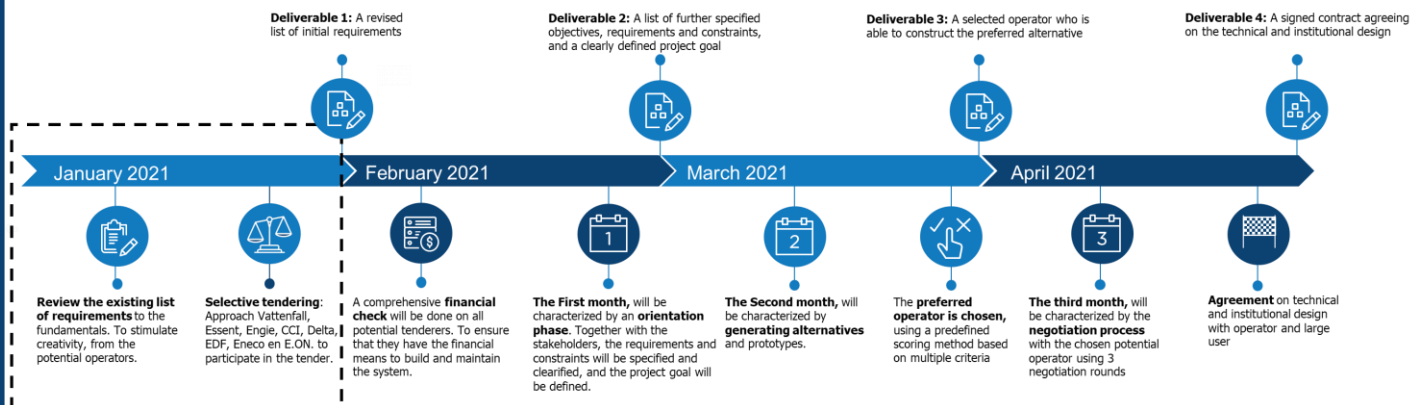 Deliverable 1: A revised
list of initial requirements
Deliverable 2: A list of further specified
objectives, requirements and constraints,
and a clearly defined project goal
Deliverable 3: A selected operator who is
able to construct the preferred alternative
Deliverable 4: A signed contract agreeing
on the technical and institutional design
January 2021
February 2021
March 2021
April 2021
1
2
3
Review the existing list
of requirements to the
fundamentals. To stimulate
creativity, from the
potential operators.
Selective tendering:
Approach Vattenfall,
Essent, Engie, CCI, Delta,
EDF, Eneco en E.ON. to
participate in the tender.
A comprehensive financial
check will be done on all
potential tenderers. To ensure
that they have the financial
means to build and maintain
the system.
The First month, will be
characterized by an orientation
phase. Together with the
stakeholders, the requirements and
constraints will be specified and
clearified, and the project goal will
be defined.
The Second month, will
be characterized by
generating alternatives
and prototypes.
The preferred
operator is chosen,
using a predefined
scoring method based
on multiple criteria
The third month, will
be characterized by the
negotiation process
with the chosen potential
operator using 3
negotiation rounds
Agreement on technical
and institutional design
with operator and large
user